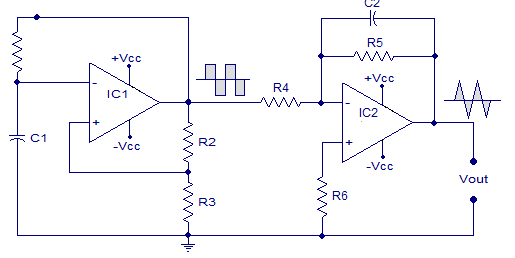 C2
R5
+Vcc
-
IC1
+
-Vcc
C1
R2
R3
R4
+Vcc
-
IC2
+
-Vcc
R6
Vout